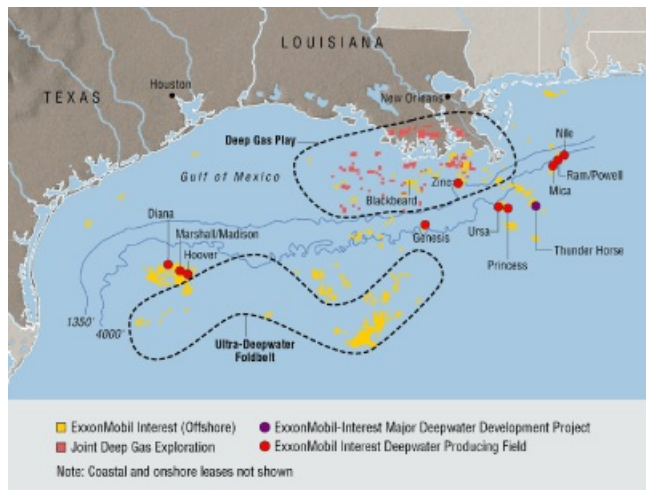 LOUISIANA
TEXAS
Houston
New Orleans
Deep Gas Play
Nile
Gulf of Mexico
Zinc
Ram/Powell
Blackbeard
Mica
Diana
Marshall/Madison
Hoover
Genesis
Ursa
Princess
Thunder Horse
1350'
4000'
Ultra-Deepwater
Foldbelt
ExxonMobil Interest (Offshore)
ExxonMobil-Interest Major Deepwater Development Project
Joint Deep Gas Exploration
ExxonMobil Interest Deepwater Producing Field
Note: Coastal and onshore leases not shown